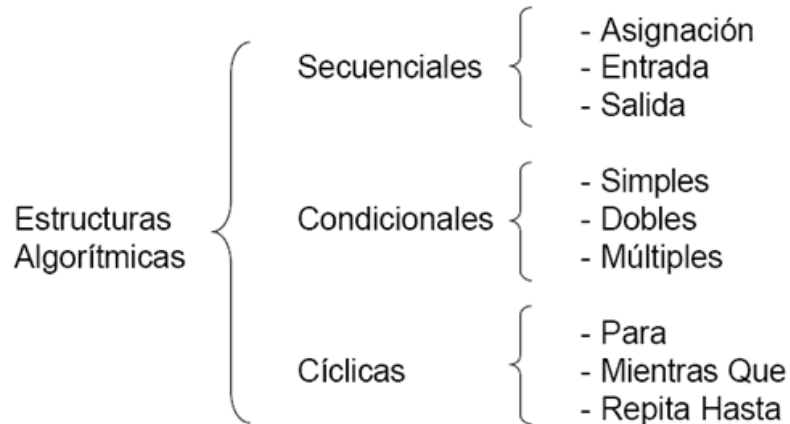 Estructuras
Algorítmicas
Secuenciales
- Asignación
- Entrada
- Salida
Condicionales
- Simples
- Dobles
- Múltiples
Cíclicas
- Para
- Mientras Que
- Repita Hasta